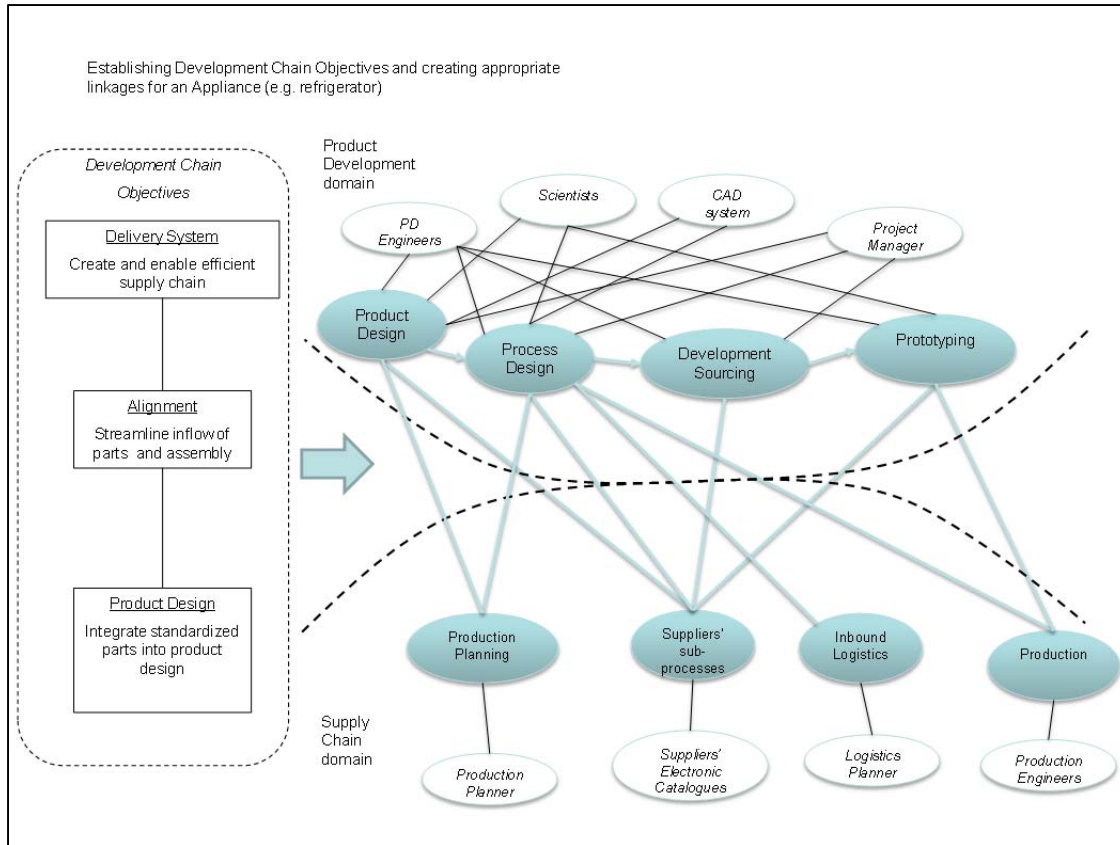 Establishing Development Chain Objectives and creating appropriate
linkages for an Appliance (e.g. refrigerator)
Development Chain
Objectives
Delivery System
Create and enable efficient
supply chain
Alignment
Streamline inflow of
parts and assembly
Product Design
Integrate standardized
parts into product
design
Product
Development
domain
PD
Engineers
Scientists
CAD
system
Project
Manager
Product
Design
Process
Design
Development
Sourcing
Prototyping
Production
Planning
Suppliers'
sub-
processes
Inbound
Logistics
Production
Supply
Chain
domain
Production
Planner
Suppliers'
Electronic
Catalogues
Logistics
Planner
Production
Engineers